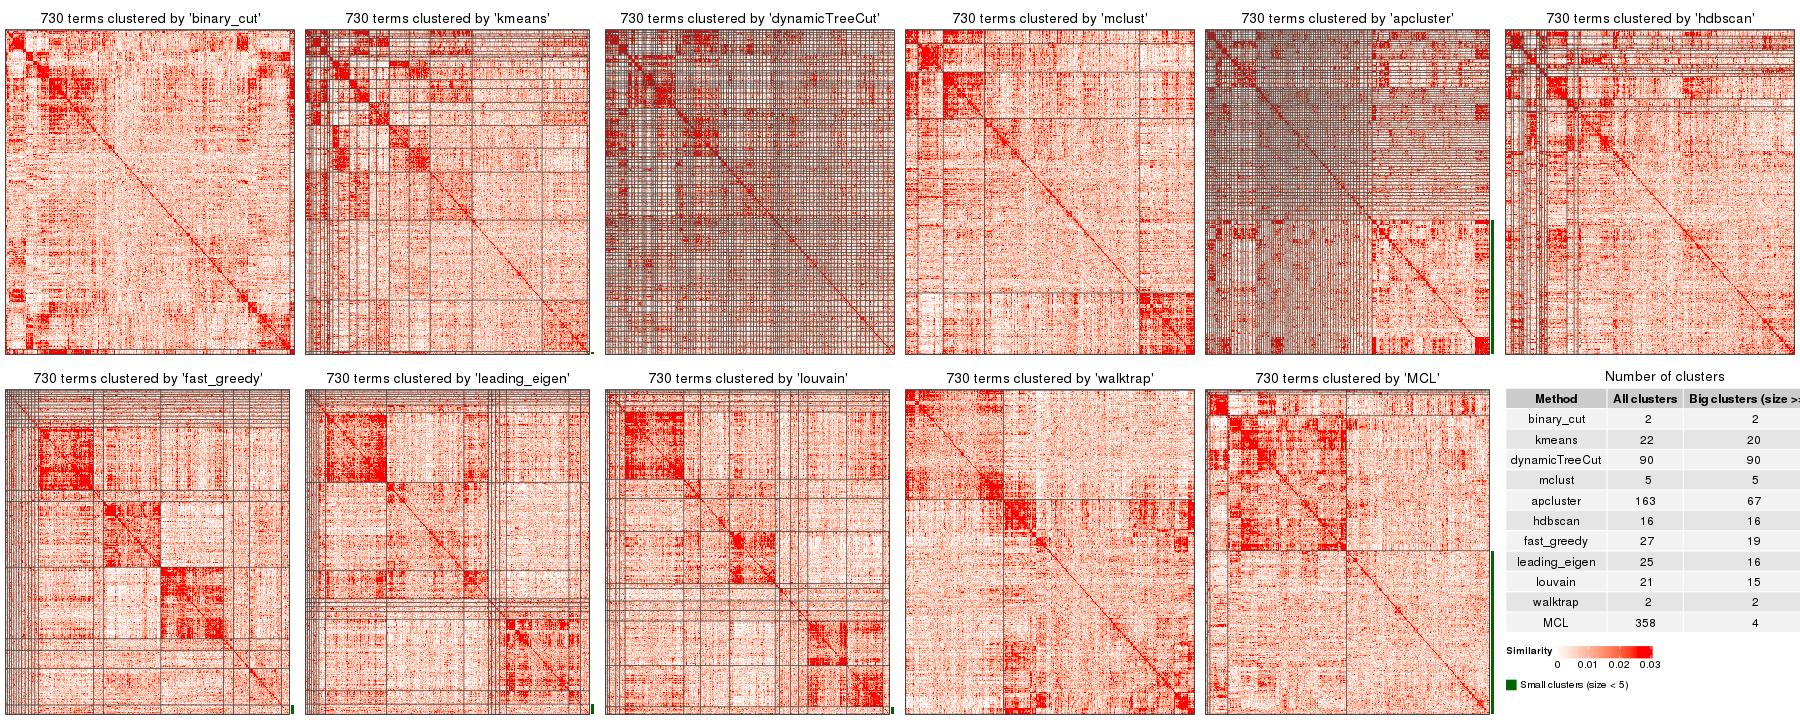 730 terms clustered by 'binary_cut'
730 terms clustered by 'kmeans'
730 terms clustered by 'dynamicTreeCut'
730 terms clustered by 'mclust'
730 terms clustered by 'apcluster'
730 terms clustered by 'hdbscan'
730 terms clustered by 'fast_greedy'
730 terms clustered by 'leading_eigen'
730 terms clustered by 'louvain'
730 terms clustered by 'walktrap'
730 terms clustered by 'MCL'
Number of clusters
Method All clusters Big clusters (size >=
binary_cut 2 2
kmeans 22 20
dynamicTreeCut 90 90
mclust 5 5
apcluster 163 67
hdbscan 16 16
fast_greedy 27 19
leading_eigen 25 16
louvain 21 15
walktrap 2 2
MCL 358 4
Similarity
0 0.01 0.02 0.03
Small clusters (size < 5)